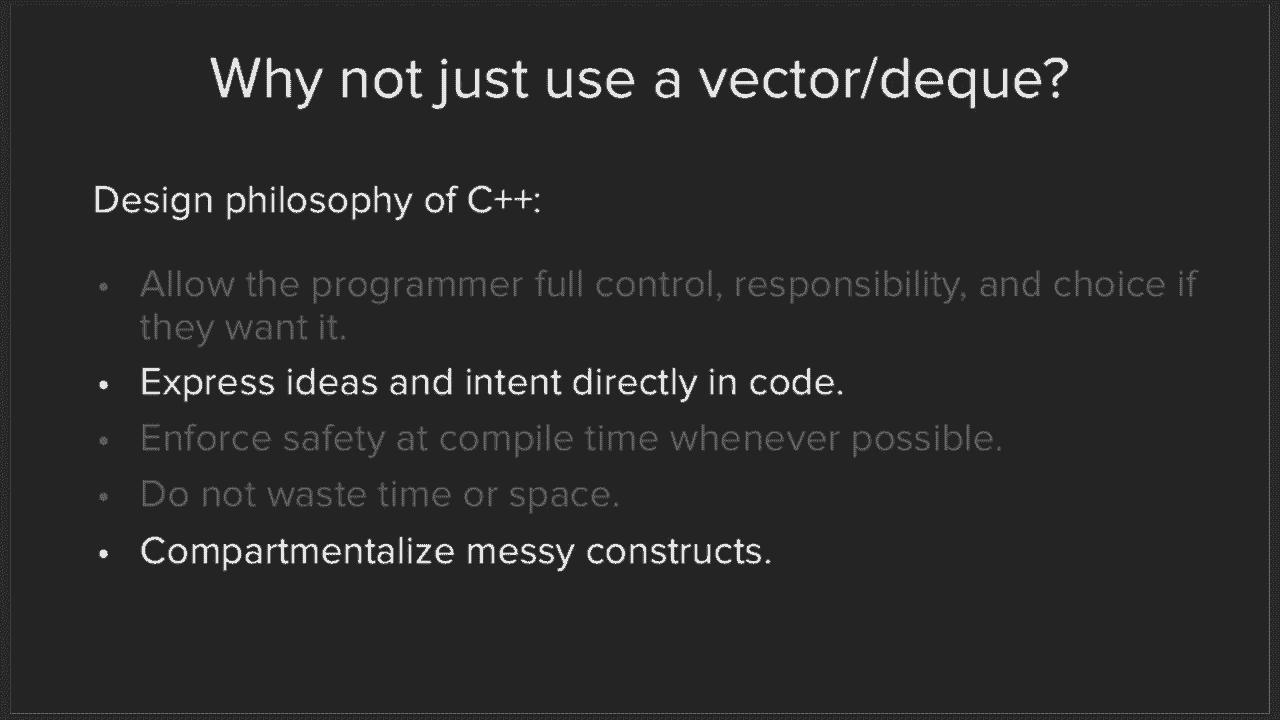 Why not just use a vector/deque?
Design philosophy of C++:
• Allow the programmer full control, responsibility, and choice if
they want it.
• Express ideas and intent directly in code.
• Enforce safety at compile time whenever possible.
• Do not waste time or space.
• Compartmentalize messy constructs.